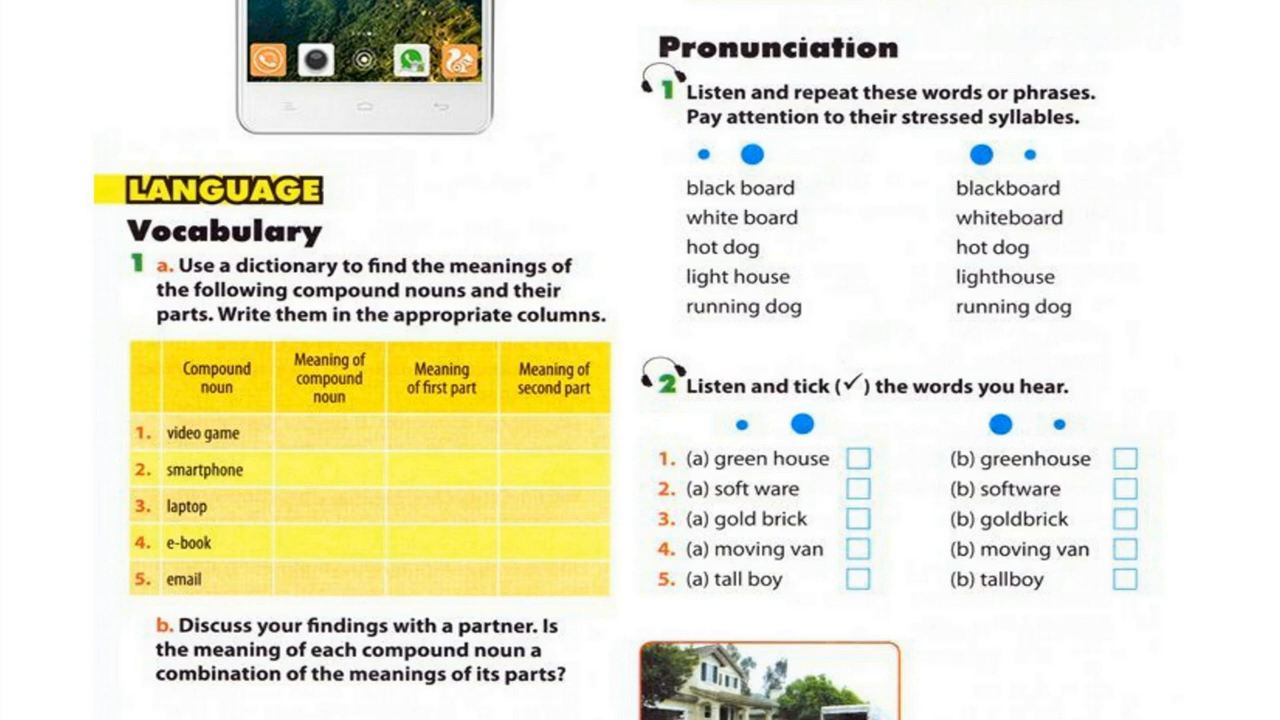 LANGUAGE
Vocabulary
1 a. Use a dictionary to find the meanings of
the following compound nouns and their
parts. Write them in the appropriate columns.
Compound noun
Meaning of compound noun
Meaning of first part
Meaning of second part
1. video game
2. smartphone
3. laptop
4. e-book
5. email
b. Discuss your findings with a partner. Is
the meaning of each compound noun a
combination of the meanings of its parts?
Pronunciation
1 Listen and repeat these words or phrases.
Pay attention to their stressed syllables.
black board blackboard
white board whiteboard
hot dog hot dog
light house lighthouse
running dog running dog
2 Listen and tick (✓) the words you hear.
1. (a) green house (b) greenhouse
2. (a) soft ware (b) software
3. (a) gold brick (b) goldbrick
4. (a) moving van (b) moving van
5. (a) tall boy (b) tallboy